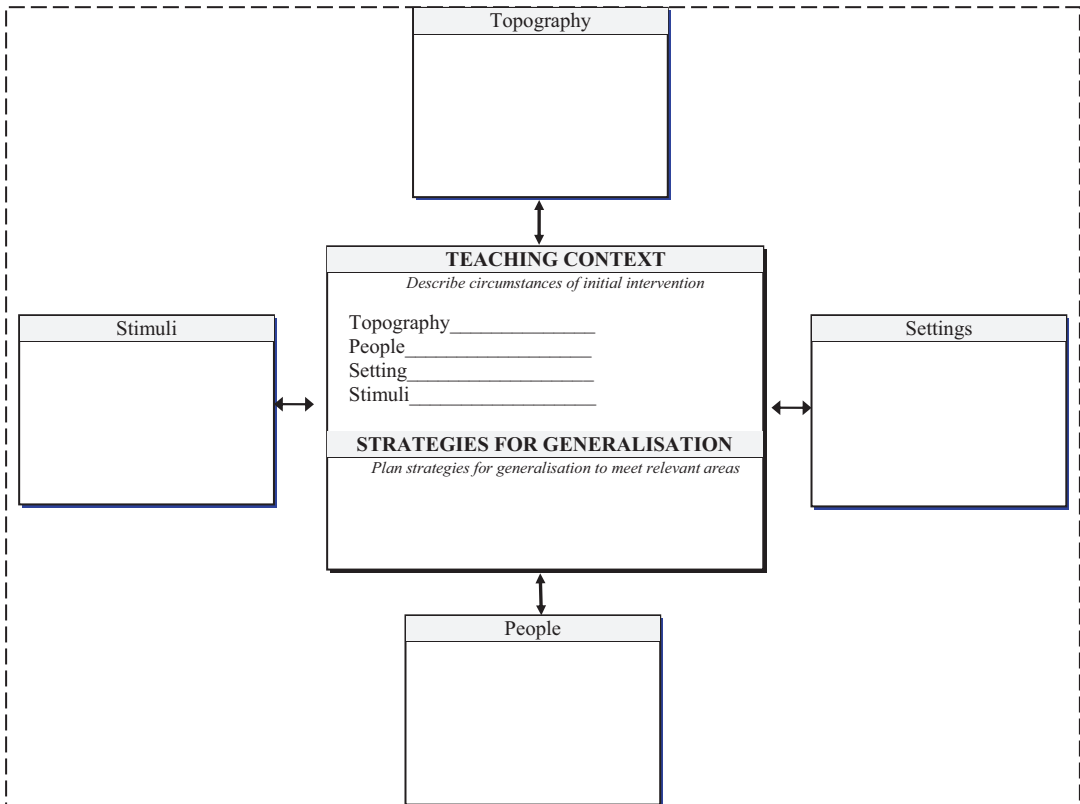 Topography
TEACHING CONTEXT
Describe circumstances of initial intervention
Stimuli
Settings
Topography______________
People__________________
Setting__________________
Stimuli__________________
STRATEGIES FOR GENERALISATION
Plan strategies for generalisation to meet relevant areas
People